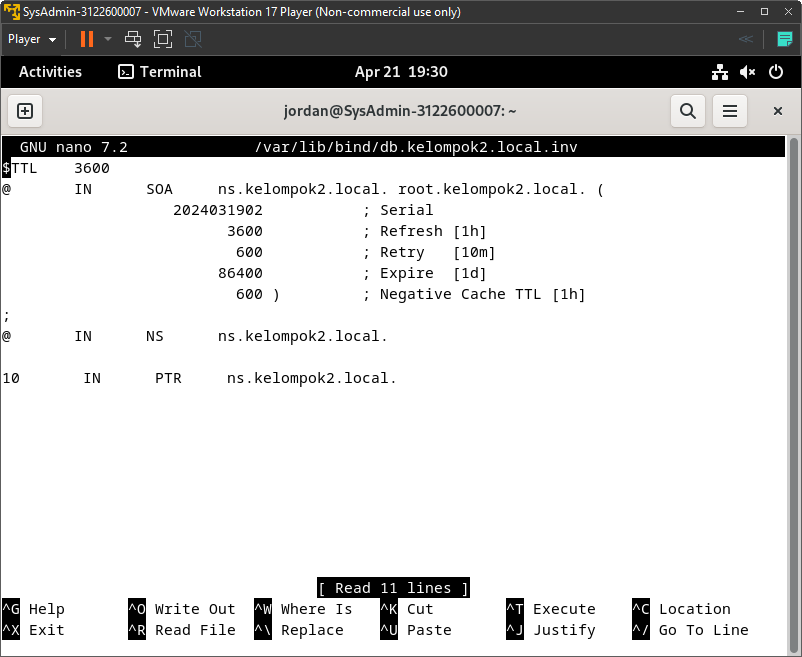 SysAdmin-3122600007 - VMware Workstation 17 Player (Non-commercial use only)
Player
Activities Terminal Apr 21 19:30
jordan@SysAdmin-3122600007: ~
GNU nano 7.2 /var/lib/bind/db.kelompok2.local.inv
$TTL 3600
@ IN SOA ns.kelompok2.local. root.kelompok2.local. (
2024031902 ; Serial
3600 ; Refresh [1h]
600 ; Retry [10m]
86400 ; Expire [1d]
600 ) ; Negative Cache TTL [1h]
;
@ IN NS ns.kelompok2.local.
10 IN PTR ns.kelompok2.local.
[ Read 11 lines ]
^G Help ^O Write Out ^W Where Is ^K Cut ^T Execute ^C Location
^X Exit ^R Read File ^\ Replace ^U Paste ^J Justify ^/ Go To Line